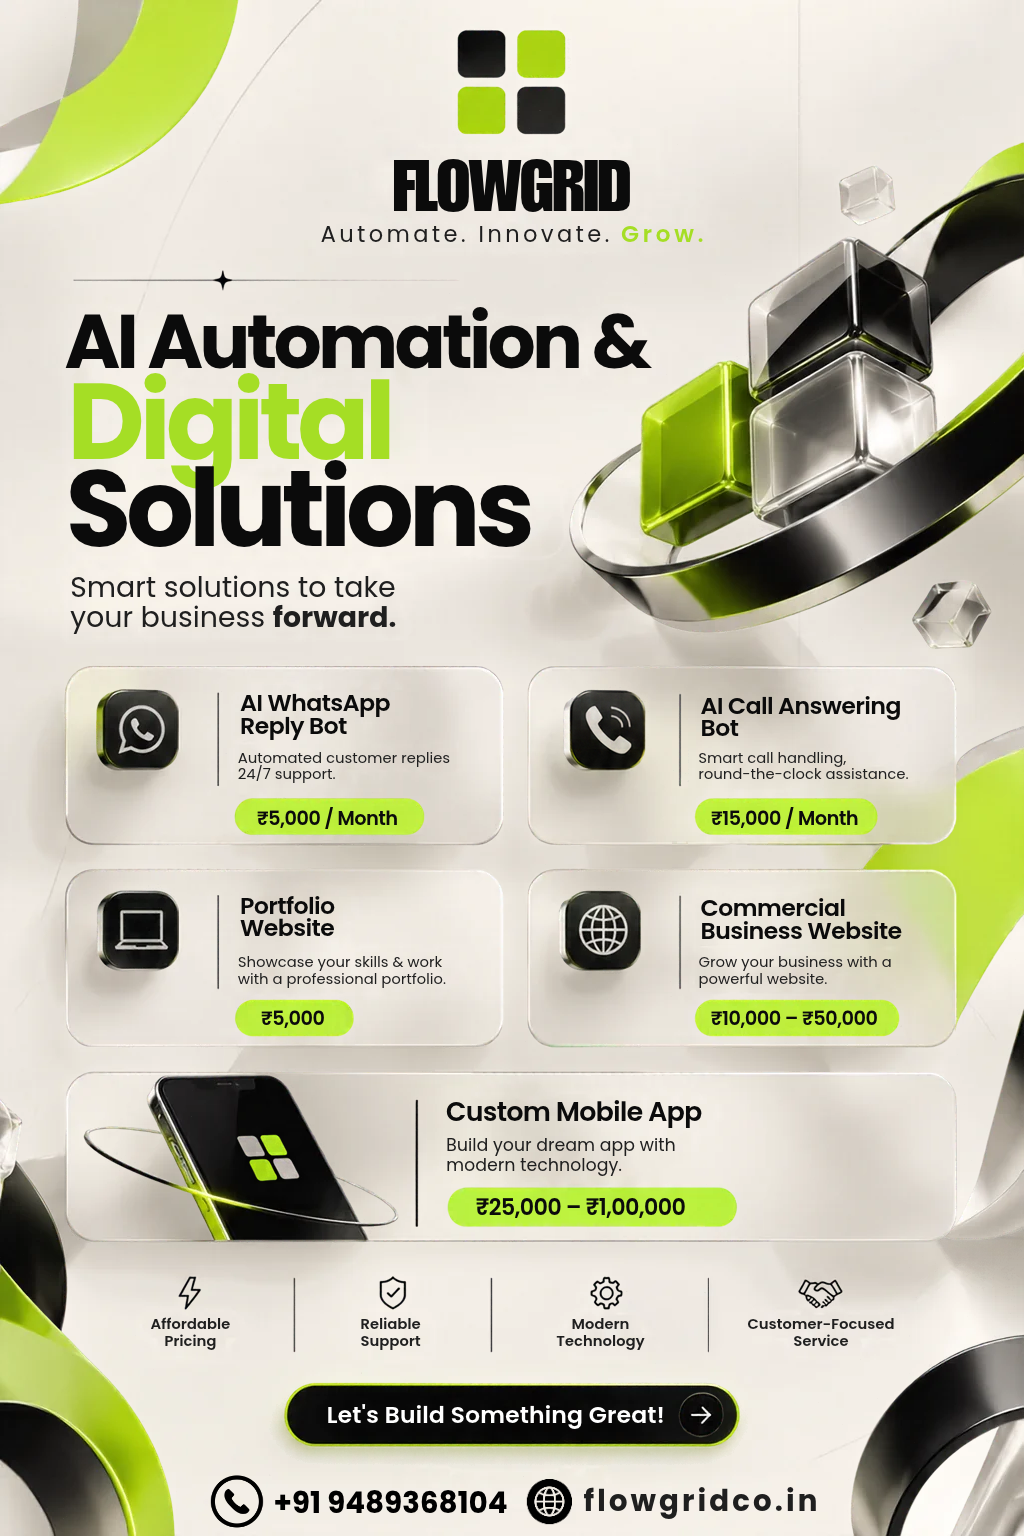 FLOWGRID
Automate. Innovate. Grow.
AI Automation &
Digital
Solutions
Smart solutions to take
your business forward.
AI WhatsApp
Reply Bot
Automated customer replies
24/7 support.
₹5,000 / Month
AI Call Answering
Bot
Smart call handling,
round-the-clock assistance.
₹15,000 / Month
Portfolio
Website
Showcase your skills & work
with a professional portfolio.
₹5,000
Commercial
Business Website
Grow your business with a
powerful website.
₹10,000 – ₹50,000
Custom Mobile App
Build your dream app with
modern technology.
₹25,000 – ₹1,00,000
Affordable
Pricing
Reliable
Support
Modern
Technology
Customer-Focused
Service
Let's Build Something Great!
+91 9489368104
flowgridco.in